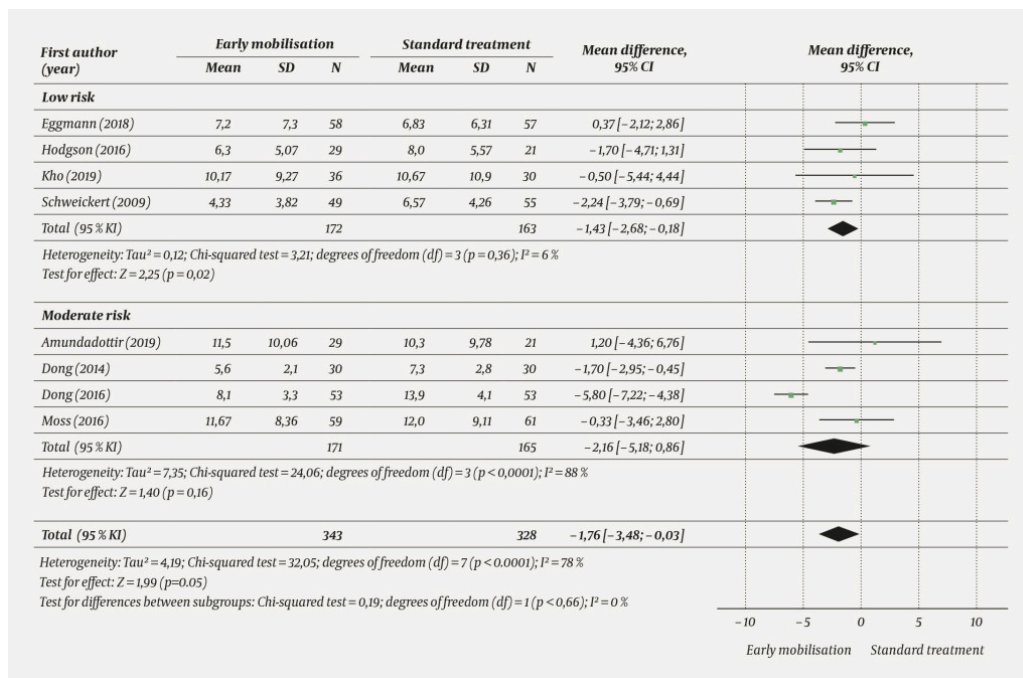 First author (year) Early mobilisation Standard treatment Mean difference, 95% CI Mean difference, 95% CI
Mean SD N Mean SD N
Low risk
Eggmann (2018) 7,2 7,3 58 6,83 6,31 57 0,37 [−2,12; 2,86]
Hodgson (2016) 6,3 5,07 29 8,0 5,57 21 −1,70 [−4,71; 1,31]
Kho (2019) 10,17 9,27 36 10,67 10,9 30 −0,50 [−5,44; 4,44]
Schweickert (2009) 4,33 3,82 49 6,57 4,26 55 −2,24 [−3,79; −0,69]
Total (95 % KI) 172 163 −1,43 [−2,68; −0,18]
Heterogeneity: Tau² = 0,12; Chi-squared test = 3,21; degrees of freedom (df) = 3 (p = 0,36); I² = 6 %
Test for effect: Z = 2,25 (p = 0,02)
Moderate risk
Amundadottir (2019) 11,5 10,06 29 10,3 9,78 21 1,20 [−4,36; 6,76]
Dong (2014) 5,6 2,1 30 7,3 2,8 30 −1,70 [−2,95; −0,45]
Dong (2016) 8,1 3,3 53 13,9 4,1 53 −5,80 [−7,22; −4,38]
Moss (2016) 11,67 8,36 59 12,0 9,11 61 −0,33 [−3,46; 2,80]
Total (95 % KI) 171 165 −2,16 [−5,18; 0,86]
Heterogeneity: Tau² = 7,35; Chi-squared test = 24,06; degrees of freedom (df) = 3 (p < 0,0001); I² = 88 %
Test for effect: Z = 1,40 (p = 0,16)
Total (95 % KI) 343 328 −1,76 [−3,48; −0,03]
Heterogeneity: Tau² = 4,19; Chi-squared test = 32,05; degrees of freedom (df) = 7 (p < 0.0001); I² = 78 %
Test for effect: Z = 1,99 (p=0.05)
Test for differences between subgroups: Chi-squared test = 0,19; degrees of freedom (df) = 1 (p < 0,66); I² = 0 %
−10 −5 0 5 10
Early mobilisation Standard treatment